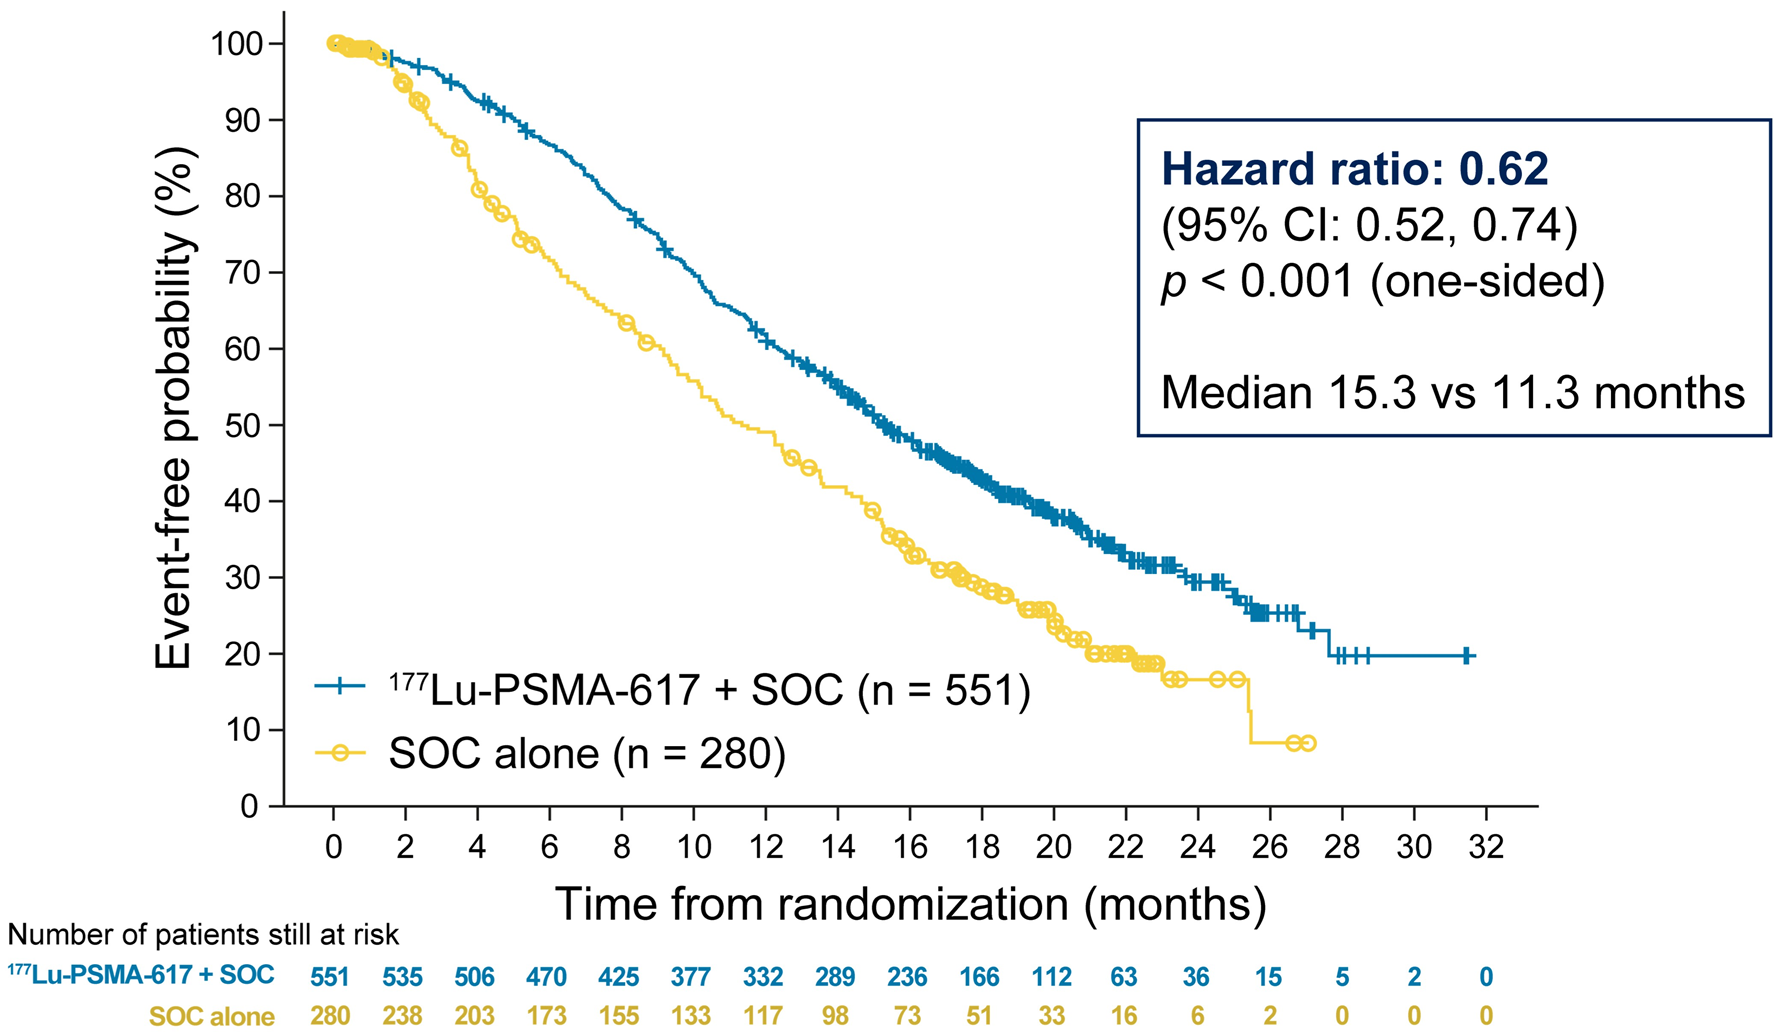 Event-free probability (%)
100
90
80
70
60
50
40
30
20
10
0
Hazard ratio: 0.62
(95% CI: 0.52, 0.74)
p < 0.001 (one-sided)
Median 15.3 vs 11.3 months
¹⁷⁷Lu-PSMA-617 + SOC (n = 551)
SOC alone (n = 280)
0 2 4 6 8 10 12 14 16 18 20 22 24 26 28 30 32
Time from randomization (months)
Number of patients still at risk
¹⁷⁷Lu-PSMA-617 + SOC 551 535 506 470 425 377 332 289 236 166 112 63 36 15 5 2 0
SOC alone 280 238 203 173 155 133 117 98 73 51 33 16 6 2 0 0 0